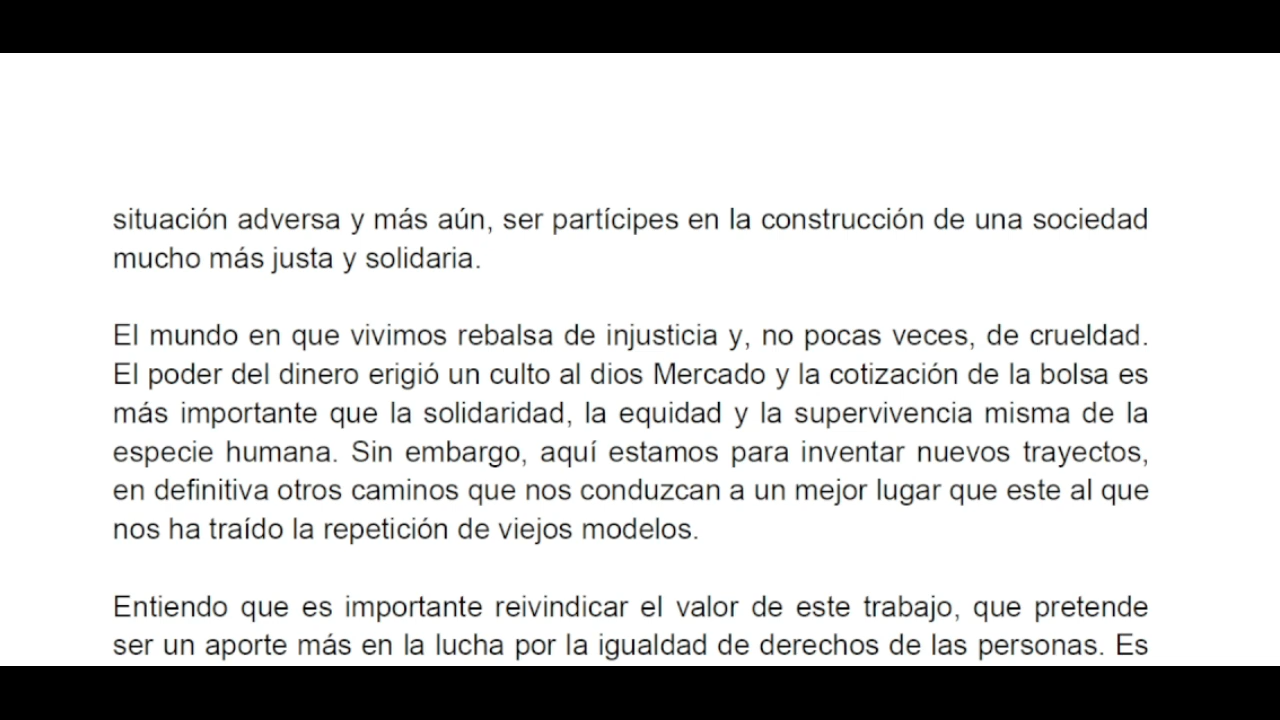 situación adversa y más aún, ser partícipes en la construcción de una sociedad
mucho más justa y solidaria.
El mundo en que vivimos rebalsa de injusticia y, no pocas veces, de crueldad.
El poder del dinero erigió un culto al dios Mercado y la cotización de la bolsa es
más importante que la solidaridad, la equidad y la supervivencia misma de la
especie humana. Sin embargo, aquí estamos para inventar nuevos trayectos,
en definitiva otros caminos que nos conduzcan a un mejor lugar que este al que
nos ha traído la repetición de viejos modelos.
Entiendo que es importante reivindicar el valor de este trabajo, que pretende
ser un aporte más en la lucha por la igualdad de derechos de las personas. Es